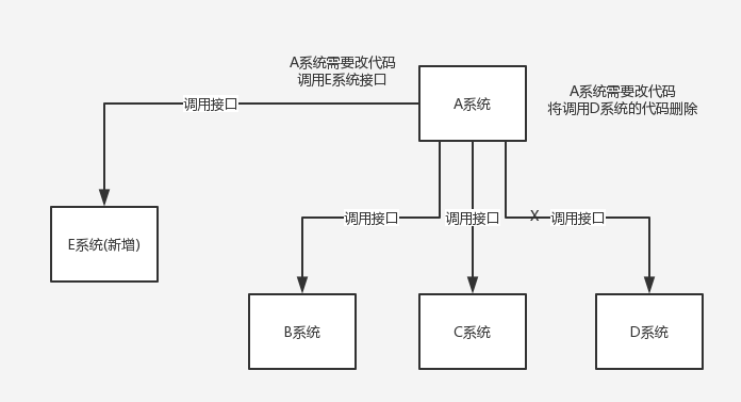 A系统需要改代码
调用E系统接口
A系统
A系统需要改代码
将调用D系统的代码删除
调用接口
E系统(新增)
调用接口
调用接口
X
调用接口
B系统
C系统
D系统